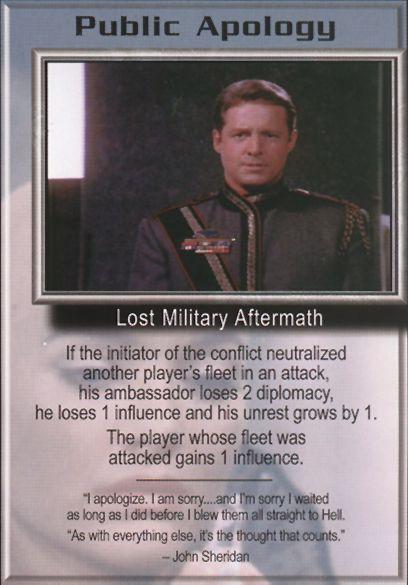 Public Apology
Lost Military Aftermath
If the initiator of the conflict neutralized
another player's fleet in an attack,
his ambassador loses 2 diplomacy,
he loses 1 influence and his unrest grows by 1.
The player whose fleet was
attacked gains 1 influence.
"I apologize. I am sorry....and I'm sorry I waited
as long as I did before I blew them all straight to Hell.
"As with everything else, it's the thought that counts."
– John Sheridan